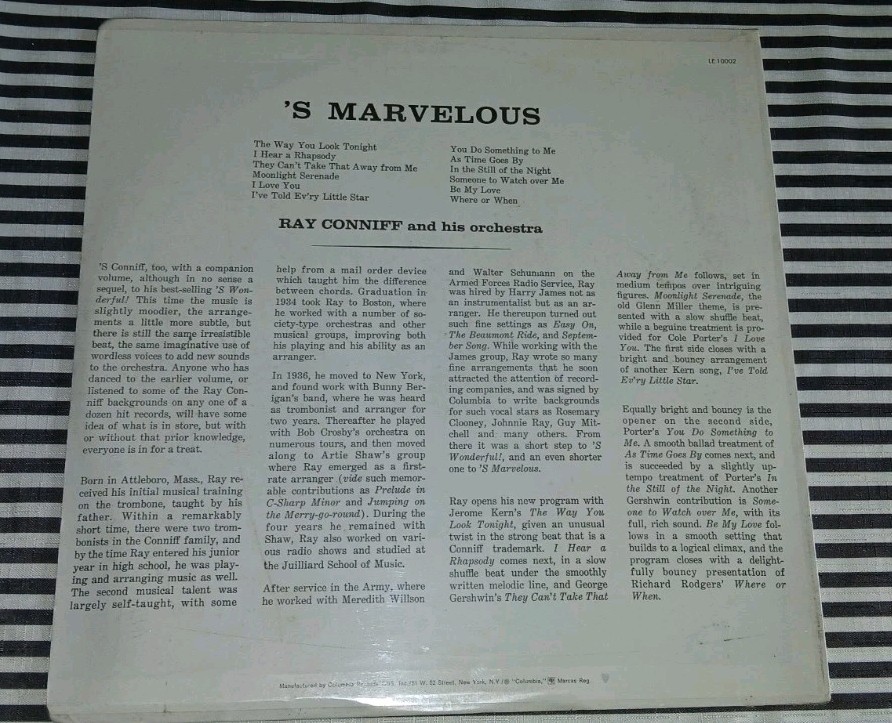 LE 10002
'S MARVELOUS
The Way You Look Tonight
I Hear a Rhapsody
They Can't Take That Away from Me
Moonlight Serenade
I Love You
I've Told Ev'ry Little Star
You Do Something to Me
As Time Goes By
In the Still of the Night
Someone to Watch over Me
Be My Love
Where or When
RAY CONNIFF and his orchestra
'S Conniff, too, with a companion
volume, although in no sense a
sequel, to his best-selling 'S Won-
derful! This time the music is
slightly moodier, the arrange-
ments a little more subtle, but
there is still the same irresistible
beat, the same imaginative use of
wordless voices to add new sounds
to the orchestra. Anyone who has
danced to the earlier volume, or
listened to some of the Ray Con-
niff backgrounds on any one of a
dozen hit records, will have some
idea of what is in store, but with
or without that prior knowledge,
everyone is in for a treat.
Born in Attleboro, Mass., Ray re-
ceived his initial musical training
on the trombone, taught by his
father. Within a remarkably
short time, there were two trom-
bonists in the Conniff family, and
by the time Ray entered his junior
year in high school, he was play-
ing and arranging music as well.
The second musical talent was
largely self-taught, with some
help from a mail order device
which taught him the difference
between chords. Graduation in
1934 took Ray to Boston, where
he worked with a number of so-
ciety-type orchestras and other
musical groups, improving both
his playing and his ability as an
arranger.
In 1936, he moved to New York,
and found work with Bunny Ber-
igan's band, where he was heard
as trombonist and arranger for
two years. Thereafter he played
with Bob Crosby's orchestra on
numerous tours, and then moved
along to Artie Shaw's group
where Ray emerged as a first-
rate arranger (vide such memor-
able contributions as Prelude in
C-Sharp Minor and Jumping on
the Merry-go-round). During the
four years he remained with
Shaw, Ray also worked on vari-
ous radio shows and studied at
the Juilliard School of Music.
After service in the Army, where
he worked with Meredith Willson
and Walter Schumann on the
Armed Forces Radio Service, Ray
was hired by Harry James not as
an instrumentalist but as an ar-
ranger. He thereupon turned out
such fine settings as Easy On,
The Beaumont Ride, and Septem-
ber Song. While working with the
James group, Ray wrote so many
fine arrangements that he soon
attracted the attention of record-
ing companies, and was signed by
Columbia to write backgrounds
for such vocal stars as Rosemary
Clooney, Johnnie Ray, Guy Mit-
chell and many others. From
there it was a short step to 'S
Wonderful!, and an even shorter
one to 'S Marvelous.
Ray opens his new program with
Jerome Kern's The Way You
Look Tonight, given an unusual
twist in the strong beat that is a
Conniff trademark. I Hear a
Rhapsody comes next, in a slow
shuffle beat under the smoothly
written melodic line, and George
Gershwin's They Can't Take That
Away from Me follows, set in
medium tempos over intriguing
figures. Moonlight Serenade, the
old Glenn Miller theme, is pre-
sented with a slow shuffle beat,
while a beguine treatment is pro-
vided for Cole Porter's I Love
You. The first side closes with a
bright and bouncy arrangement
of another Kern song, I've Told
Ev'ry Little Star.
Equally bright and bouncy is the
opener on the second side,
Porter's You Do Something to
Me. A smooth ballad treatment of
As Time Goes By comes next, and
is succeeded by a slightly up-
tempo treatment of Porter's In
the Still of the Night. Another
Gershwin contribution is Some-
one to Watch over Me, with its
full, rich sound. Be My Love fol-
lows in a smooth setting that
builds to a logical climax, and the
program closes with a delight-
fully bouncy presentation of
Richard Rodgers' Where or
When.
Manufactured by Columbia Records/CBS, Inc./51 W. 52 Street, New York, N.Y./® "Columbia," Marcas Reg.